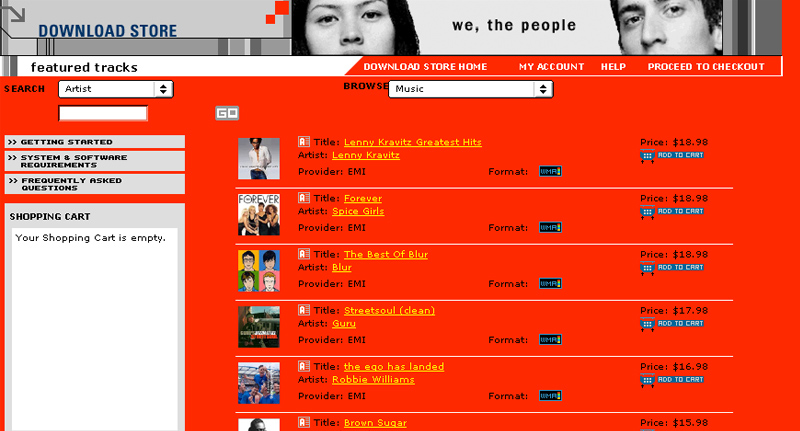 DOWNLOAD STORE
we, the people
featured tracks
DOWNLOAD STORE HOME MY ACCOUNT HELP PROCEED TO CHECKOUT
SEARCH Artist BROWSE Music
GO
>> GETTING STARTED
>> SYSTEM & SOFTWARE
REQUIREMENTS
>> FREQUENTLY ASKED
QUESTIONS
SHOPPING CART
Your Shopping Cart is empty.
Title: Lenny Kravitz Greatest Hits Price: $18.98
Artist: Lenny Kravitz ADD TO CART
Provider: EMI Format: WMA
FOREVER
Title: Forever Price: $18.98
Artist: Spice Girls ADD TO CART
Provider: EMI Format: WMA
Title: The Best Of Blur Price: $18.98
Artist: Blur ADD TO CART
Provider: EMI Format: WMA
Title: Streetsoul (clean) Price: $17.98
Artist: Guru ADD TO CART
Provider: EMI Format: WMA
Title: the ego has landed Price: $16.98
Artist: Robbie Williams ADD TO CART
Provider: EMI Format: WMA
Title: Brown Sugar Price: $15.98